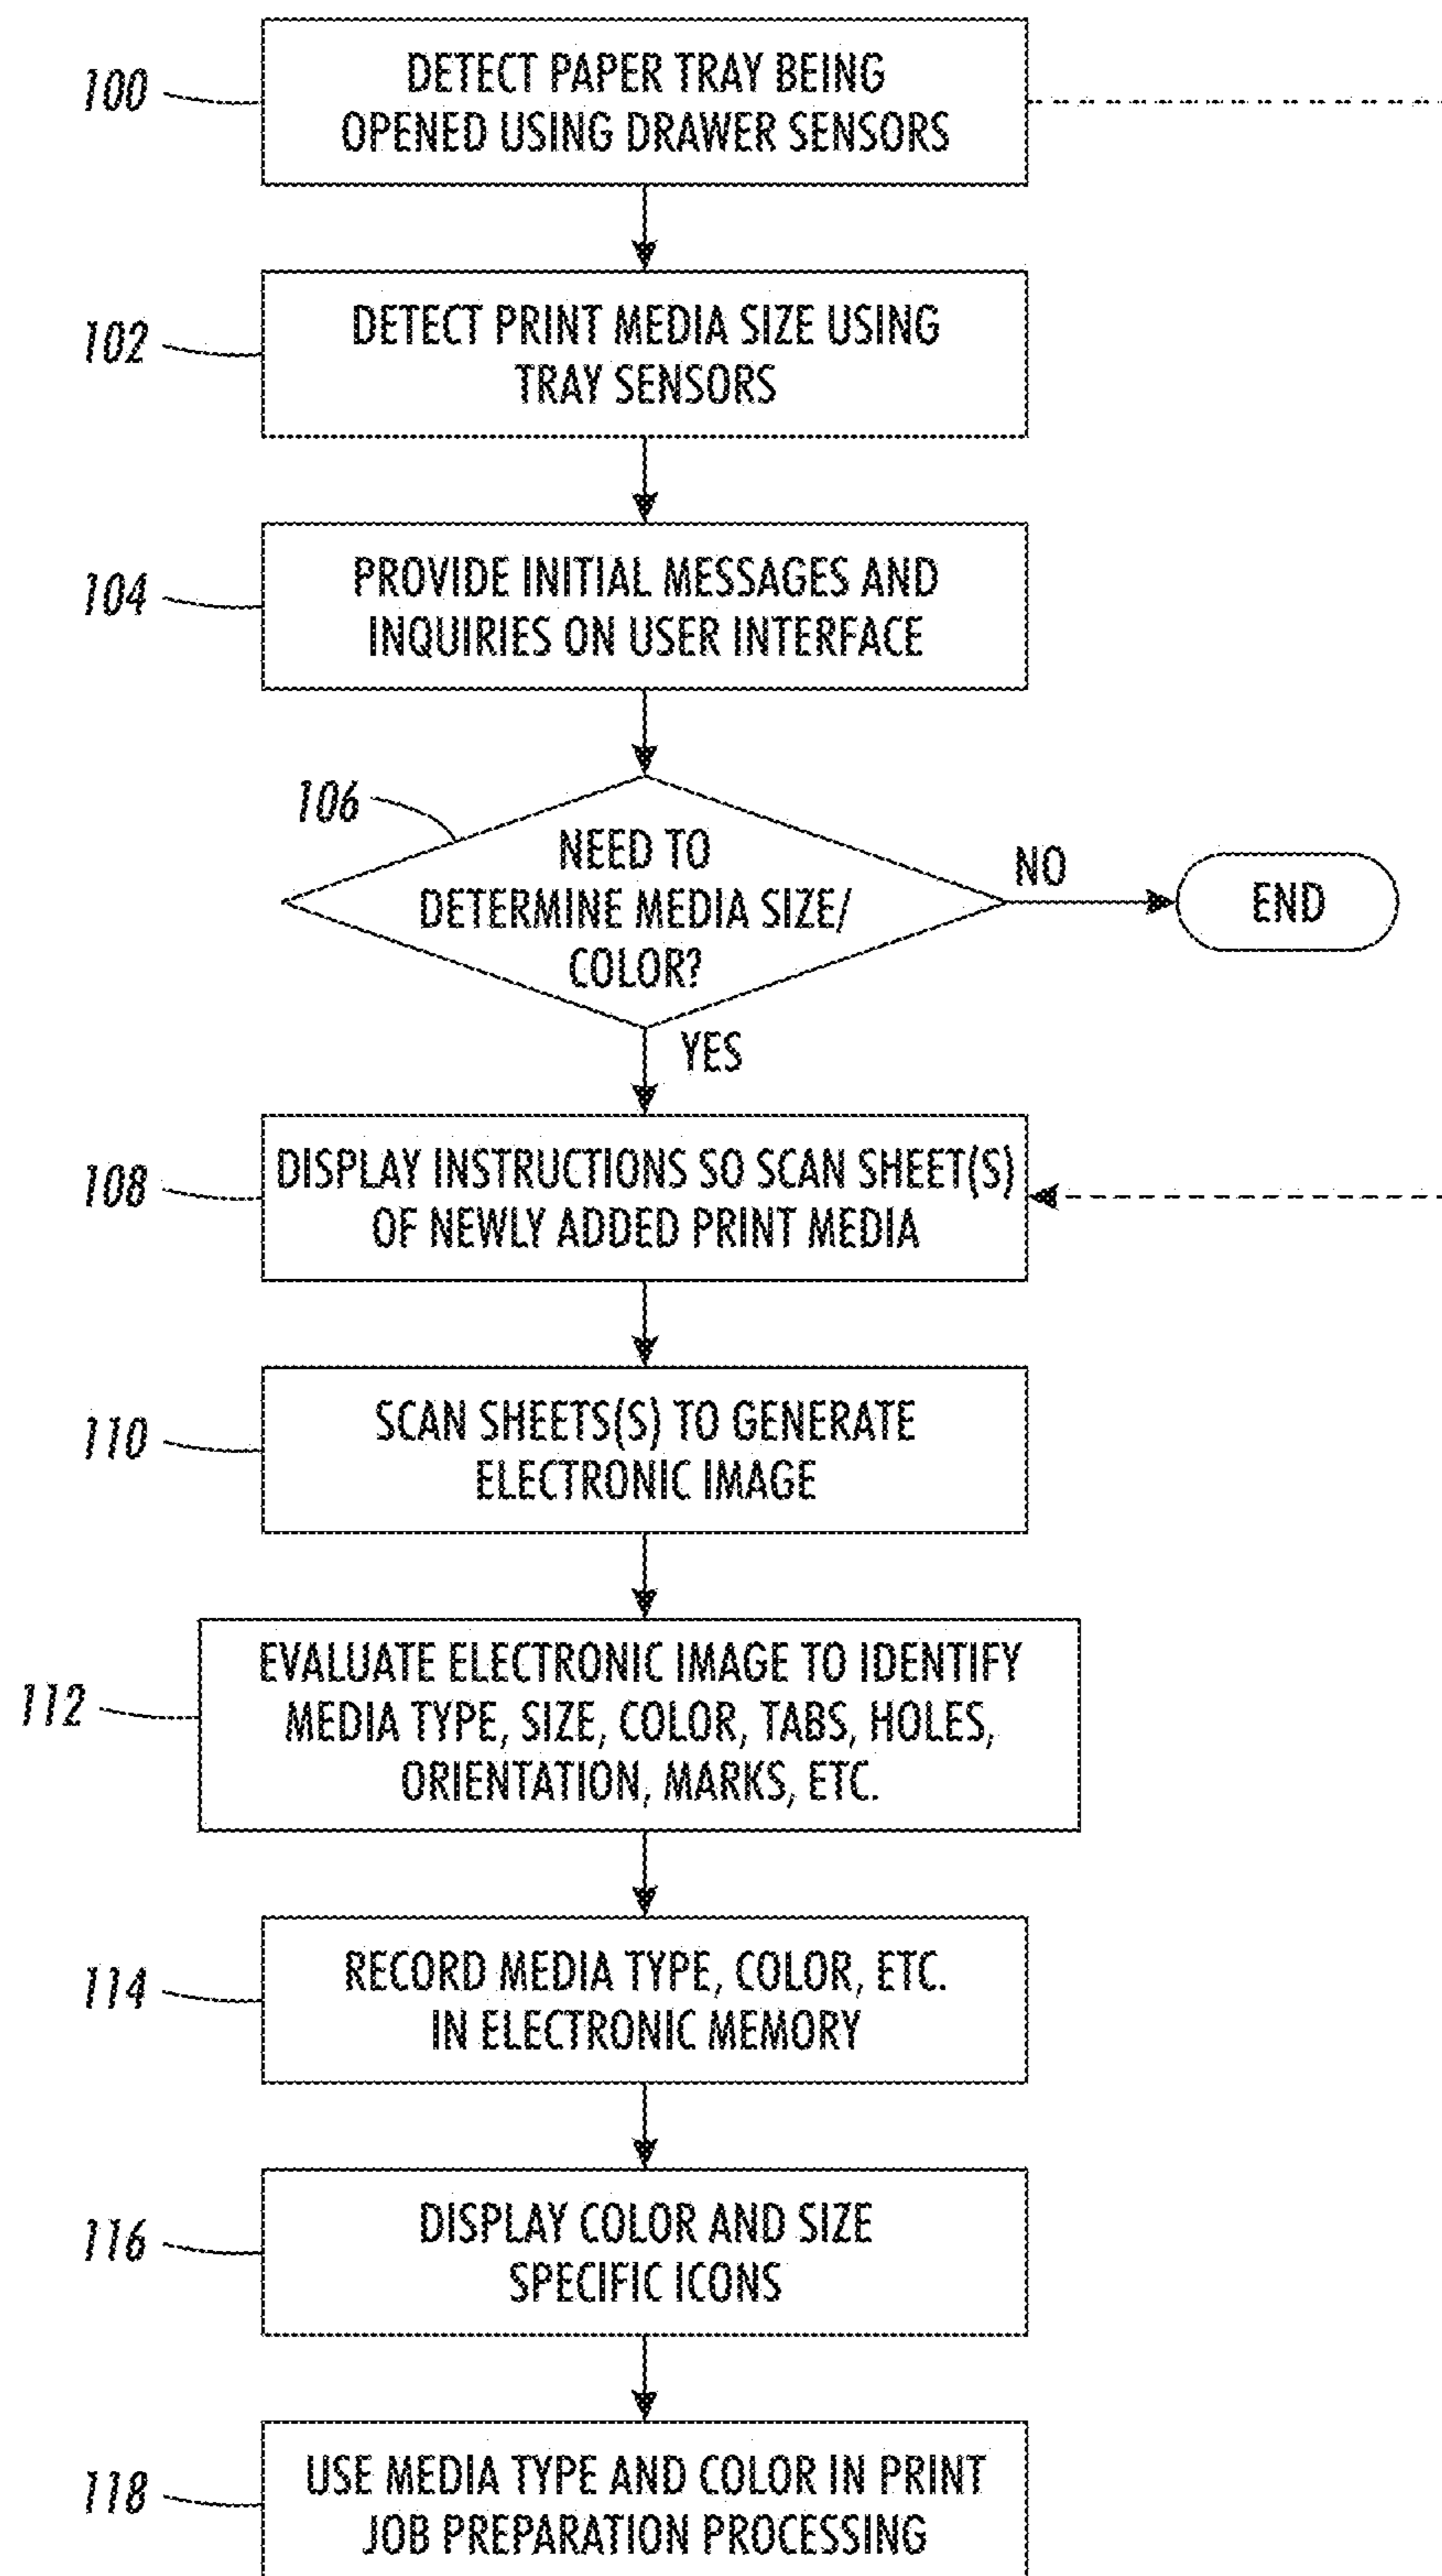 100
DETECT PAPER TRAY BEING
OPENED USING DRAWER SENSORS
102
DETECT PRINT MEDIA SIZE USING
TRAY SENSORS
104
PROVIDE INITIAL MESSAGES AND
INQUIRIES ON USER INTERFACE
106
NEED TO
DETERMINE MEDIA SIZE/
COLOR?
NO
END
YES
108
DISPLAY INSTRUCTIONS SO SCAN SHEET(S)
OF NEWLY ADDED PRINT MEDIA
110
SCAN SHEETS(S) TO GENERATE
ELECTRONIC IMAGE
112
EVALUATE ELECTRONIC IMAGE TO IDENTIFY
MEDIA TYPE, SIZE, COLOR, TABS, HOLES,
ORIENTATION, MARKS, ETC.
114
RECORD MEDIA TYPE, COLOR, ETC.
IN ELECTRONIC MEMORY
116
DISPLAY COLOR AND SIZE
SPECIFIC ICONS
118
USE MEDIA TYPE AND COLOR IN PRINT
JOB PREPARATION PROCESSING